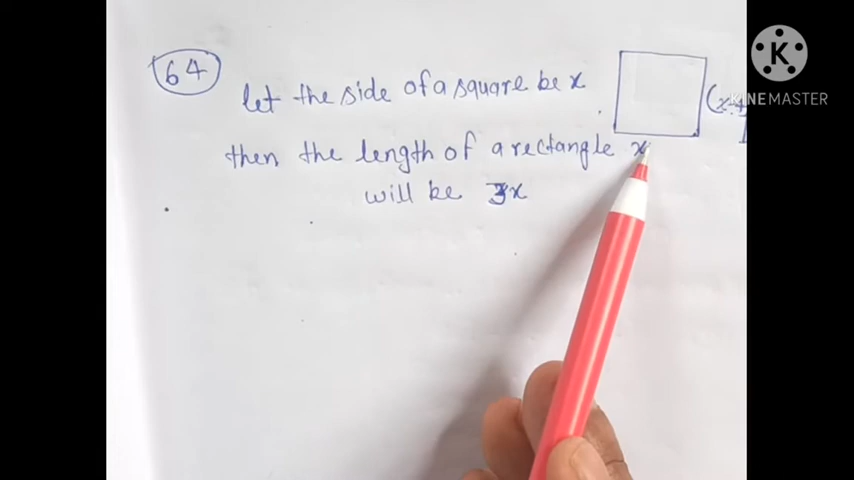 64
let the side of a square be x
then the length of a rectangle x
will be 3x
KINEMASTER